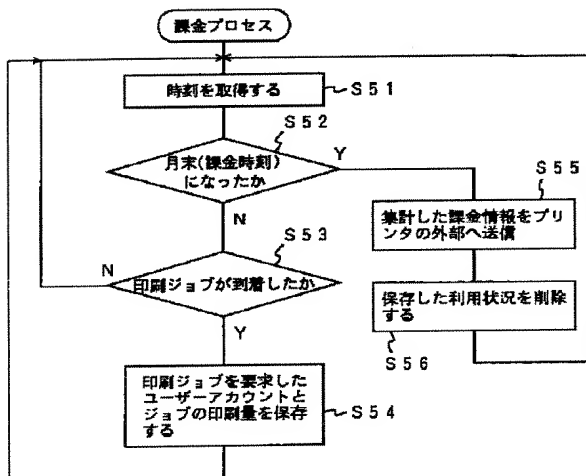 課金プロセス
時刻を取得する
S51
S52
月末(課金時刻)
になったか
Y
N
S55
集計した課金情報をプリ
ンタの外部へ送信
S53
N
印刷ジョブが到着したか
Y
保存した利用状況を削除
する
S56
印刷ジョブを要求した
ユーザーアカウントと
ジョブの印刷量を保存
する
S54